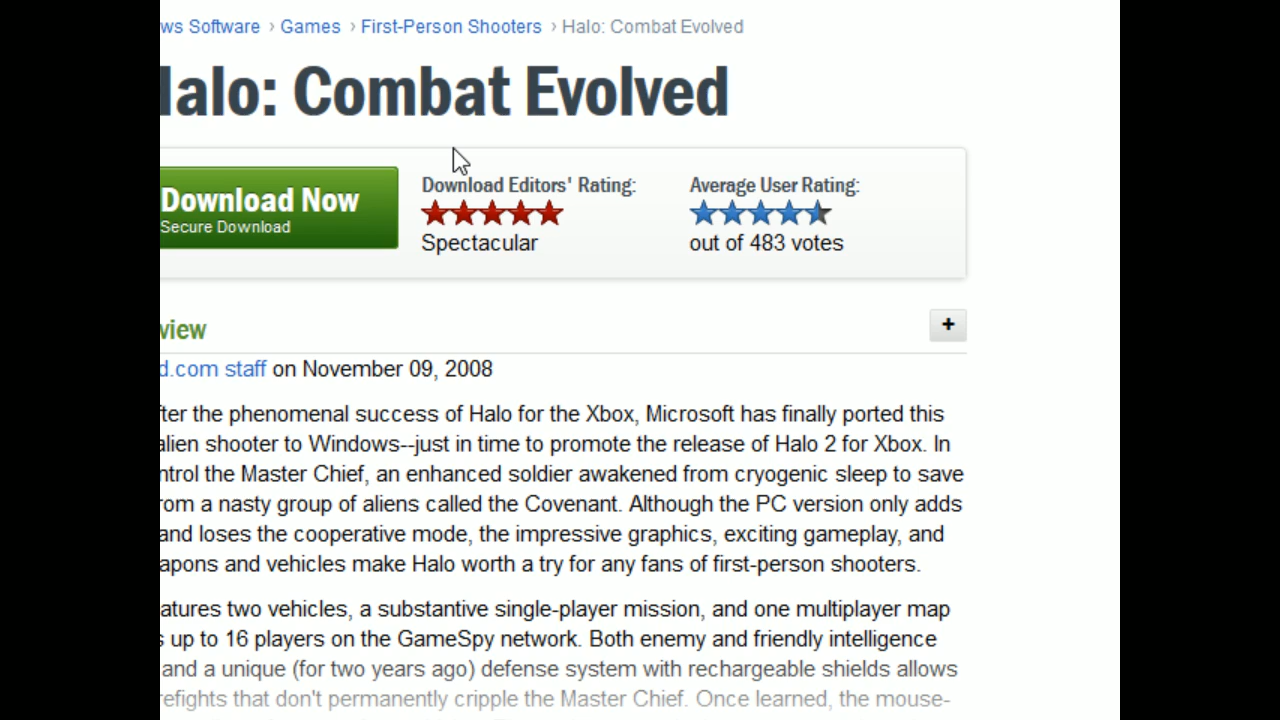 ws Software › Games › First-Person Shooters › Halo: Combat Evolved
alo: Combat Evolved
Download Now
Secure Download
Download Editors' Rating:
Spectacular
Average User Rating:
out of 483 votes
view
+
d.com staff on November 09, 2008
fter the phenomenal success of Halo for the Xbox, Microsoft has finally ported this
alien shooter to Windows--just in time to promote the release of Halo 2 for Xbox. In
ntrol the Master Chief, an enhanced soldier awakened from cryogenic sleep to save
rom a nasty group of aliens called the Covenant. Although the PC version only adds
and loses the cooperative mode, the impressive graphics, exciting gameplay, and
apons and vehicles make Halo worth a try for any fans of first-person shooters.
atures two vehicles, a substantive single-player mission, and one multiplayer map
s up to 16 players on the GameSpy network. Both enemy and friendly intelligence
and a unique (for two years ago) defense system with rechargeable shields allows
refights that don't permanently cripple the Master Chief. Once learned, the mouse-